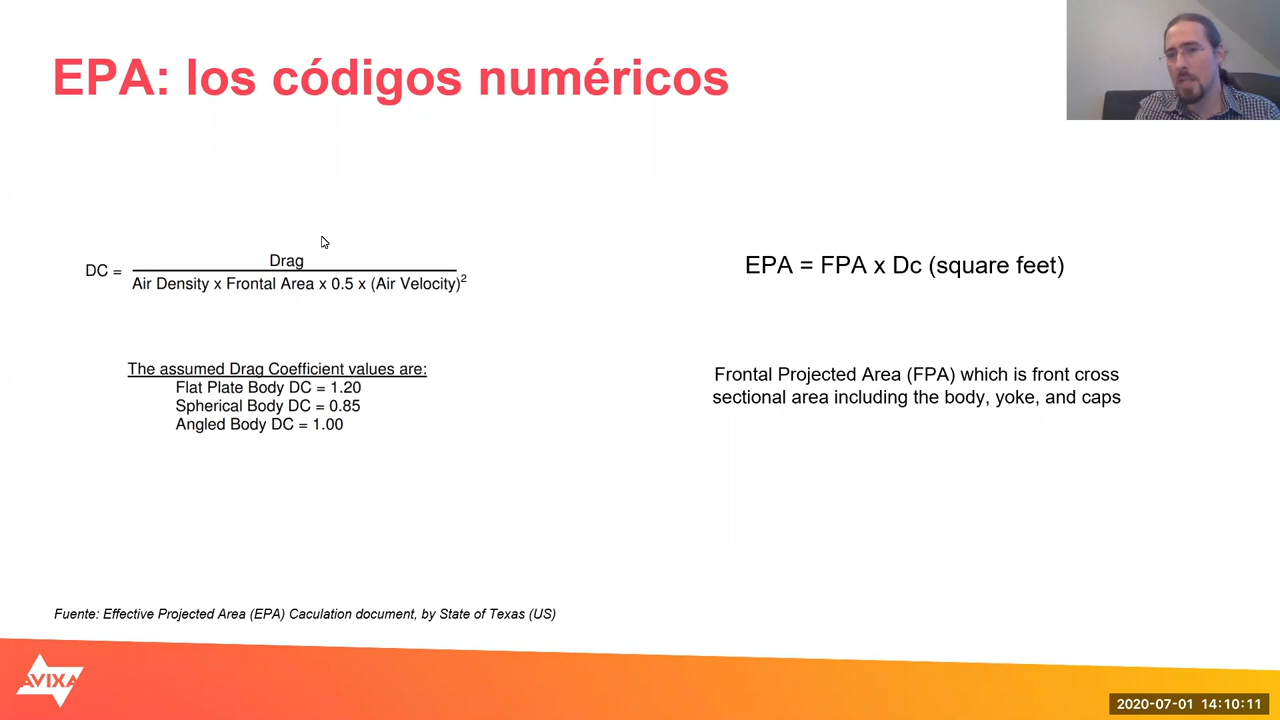 EPA: los códigos numéricos
DC =
Drag
Air Density x Frontal Area x 0.5 x (Air Velocity)²
The assumed Drag Coefficient values are:
Flat Plate Body DC = 1.20
Spherical Body DC = 0.85
Angled Body DC = 1.00
EPA = FPA x Dc (square feet)
Frontal Projected Area (FPA) which is front cross
sectional area including the body, yoke, and caps
Fuente: Effective Projected Area (EPA) Caculation document, by State of Texas (US)
AVIXA
2020-07-01 14:10:11